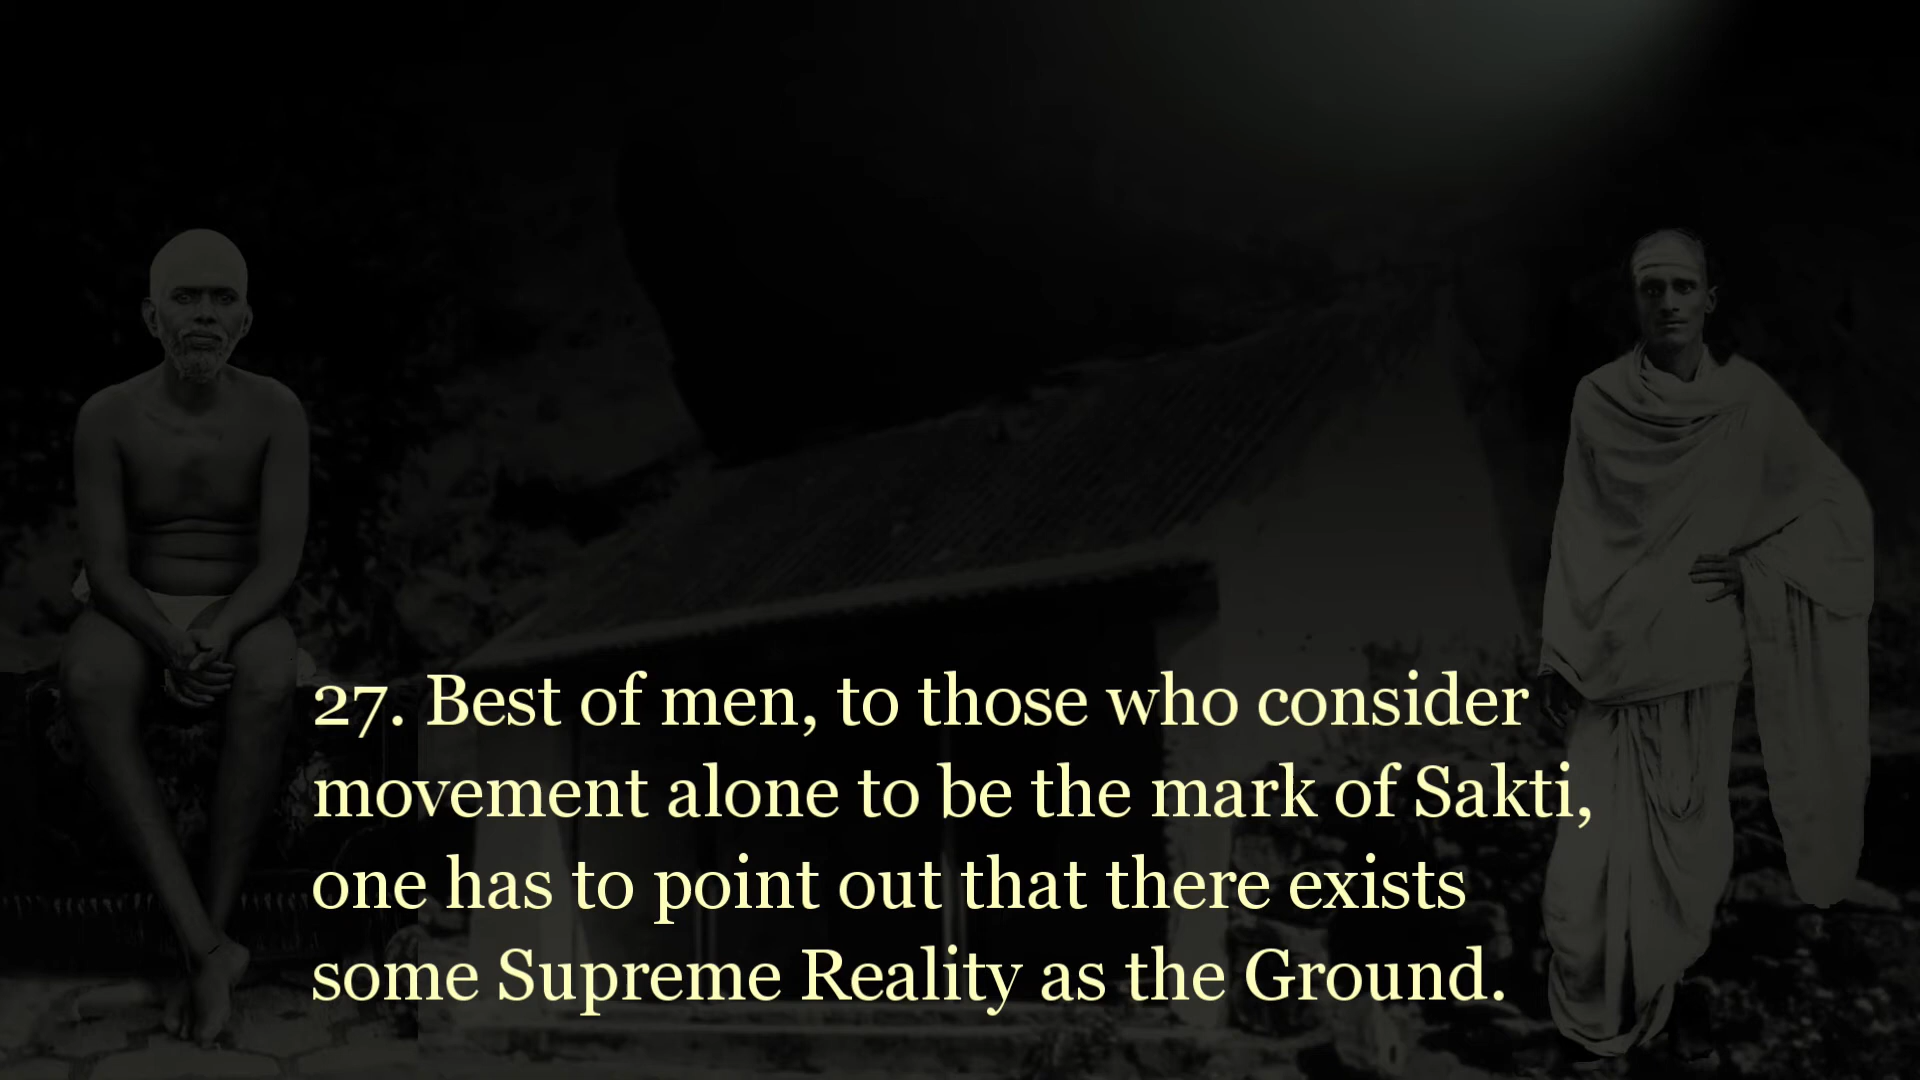 27. Best of men, to those who consider
movement alone to be the mark of Sakti,
one has to point out that there exists
some Supreme Reality as the Ground.